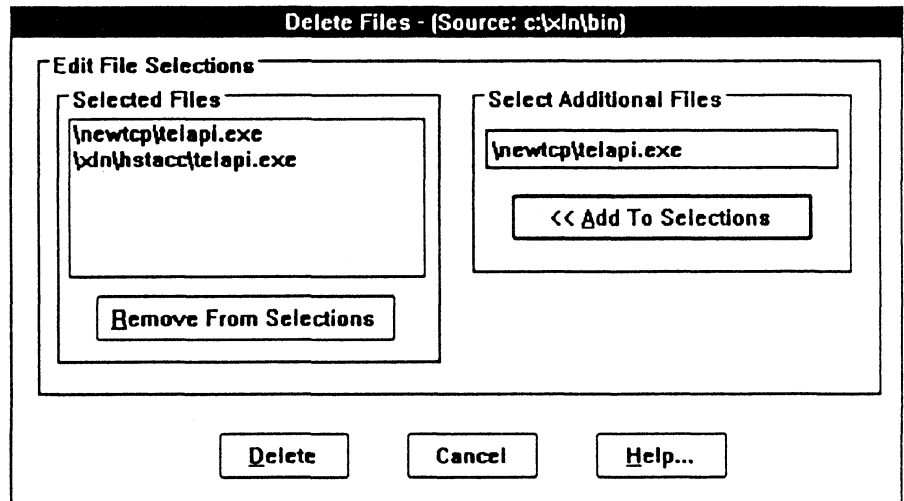 Delete Files - (Source: c:\xln\bin)
Edit File Selections
Selected Files
\newtcp\telapi.exe
\xln\hstacc\telapi.exe
Remove From Selections
Select Additional Files
\newtcp\telapi.exe
<< Add To Selections
Delete
Cancel
Help...